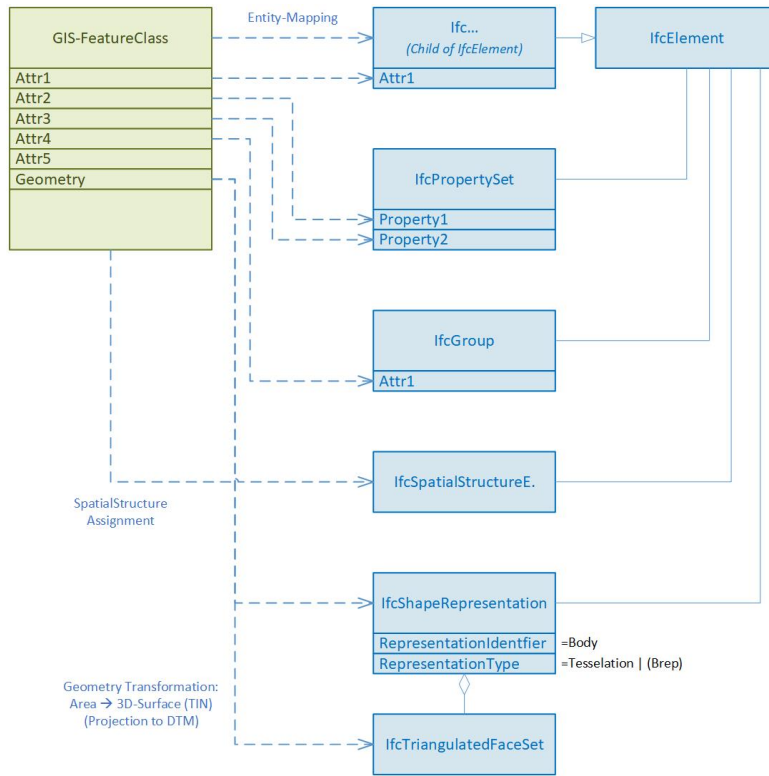 Entity-Mapping
GIS-FeatureClass
Attr1
Attr2
Attr3
Attr4
Attr5
Geometry
Ifc...
(Child of IfcElement)
Attr1
IfcElement
IfcPropertySet
Property1
Property2
IfcGroup
Attr1
IfcSpatialStructureE.
SpatialStructure
Assignment
IfcShapeRepresentation
RepresentationIdentfier =Body
RepresentationType =Tesselation | (Brep)
Geometry Transformation:
Area → 3D-Surface (TIN)
(Projection to DTM)
IfcTriangulatedFaceSet